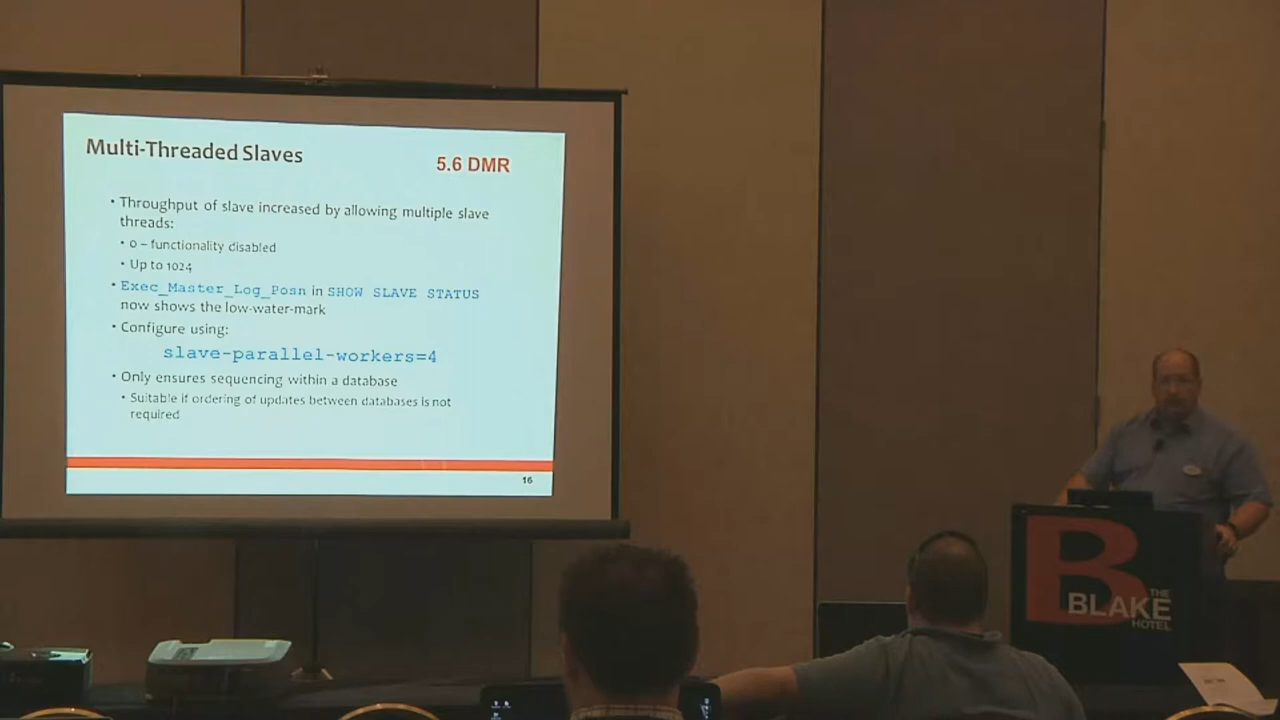 Multi-Threaded Slaves
5.6 DMR
• Throughput of slave increased by allowing multiple slave
threads:
• 0 – functionality disabled
• Up to 1024
• Exec_Master_Log_Posn in SHOW SLAVE STATUS
now shows the low-water-mark
• Configure using:
slave-parallel-workers=4
• Only ensures sequencing within a database
• Suitable if ordering of updates between databases is not
required
16
B
THE
BLAKE
HOTEL